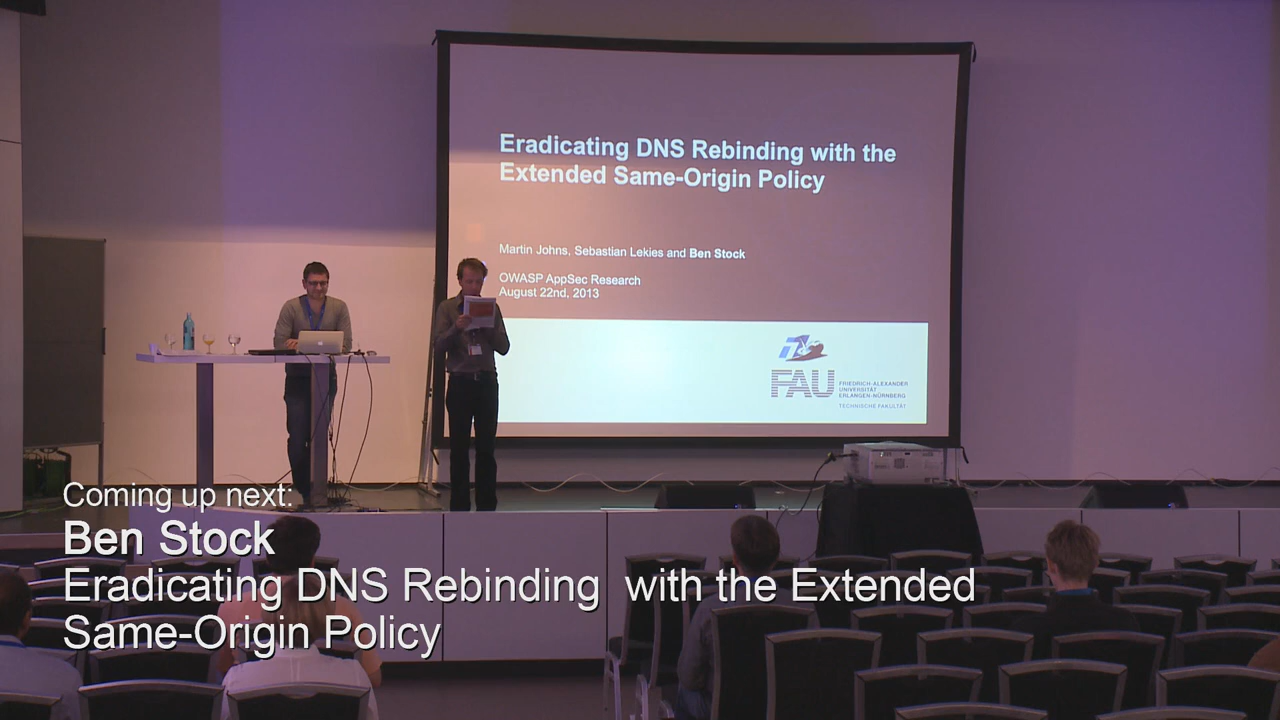 Eradicating DNS Rebinding with the
Extended Same-Origin Policy
Martin Johns, Sebastian Lekies and Ben Stock
OWASP AppSec Research
August 22nd, 2013
FAU
FRIEDRICH-ALEXANDER
UNIVERSITÄT
ERLANGEN-NÜRNBERG
TECHNISCHE FAKULTÄT
Coming up next:
Ben Stock
Eradicating DNS Rebinding with the Extended
Same-Origin Policy